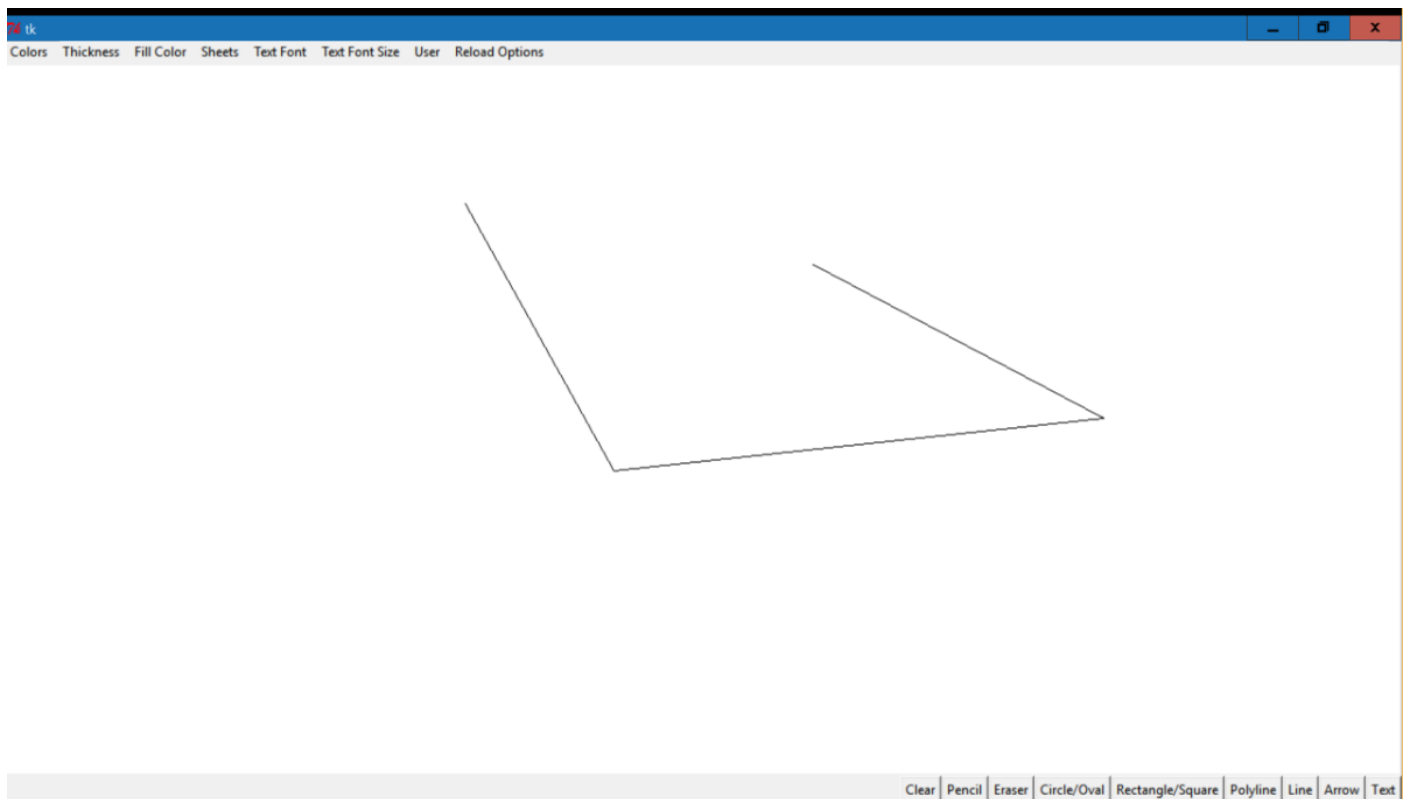 tk
Colors Thickness Fill Color Sheets Text Font Text Font Size User Reload Options
Clear Pencil Eraser Circle/Oval Rectangle/Square Polyline Line Arrow Text